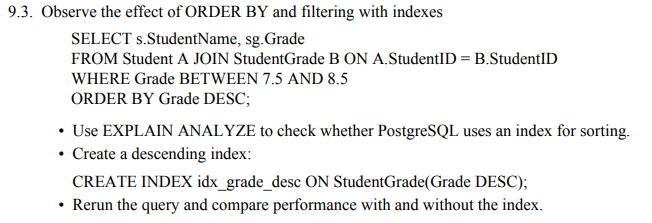 9.3. Observe the effect of ORDER BY and filtering with indexes
SELECT s.StudentName, sg.Grade
FROM Student A JOIN StudentGrade B ON A.StudentID = B.StudentID
WHERE Grade BETWEEN 7.5 AND 8.5
ORDER BY Grade DESC;
• Use EXPLAIN ANALYZE to check whether PostgreSQL uses an index for sorting.
• Create a descending index:
CREATE INDEX idx_grade_desc ON StudentGrade(Grade DESC);
• Rerun the query and compare performance with and without the index.